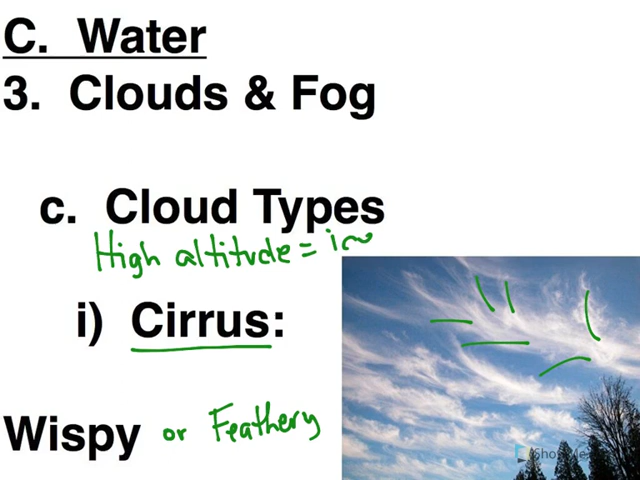 C. Water
3. Clouds & Fog
c. Cloud Types
High altitude =
i) Cirrus:
Wispy or Feathery